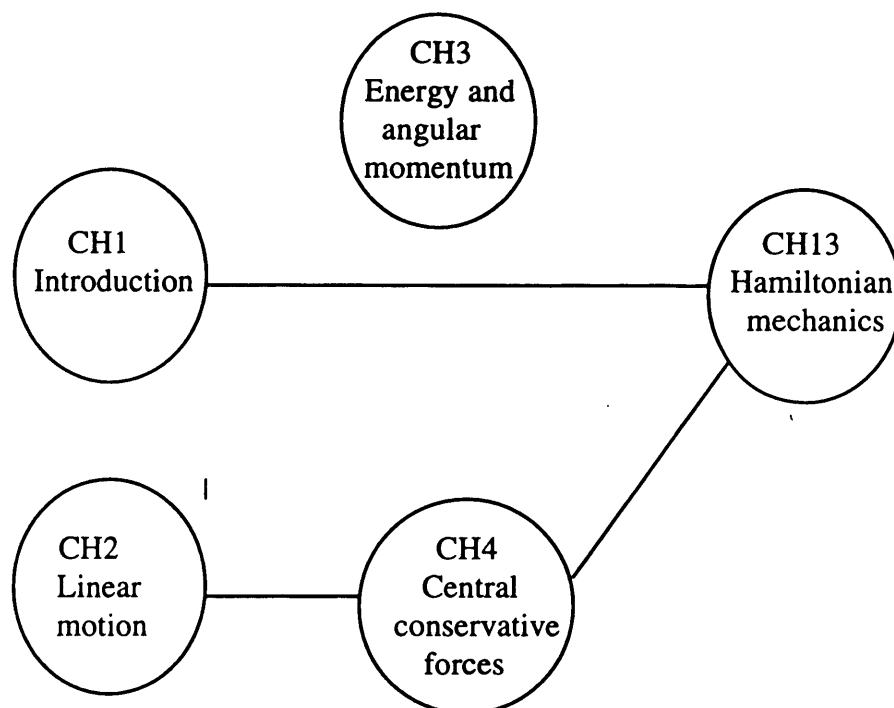 CH3
Energy and
angular
momentum
CH1
Introduction
CH13
Hamiltonian
mechanics
CH2
Linear
motion
CH4
Central
conservative
forces